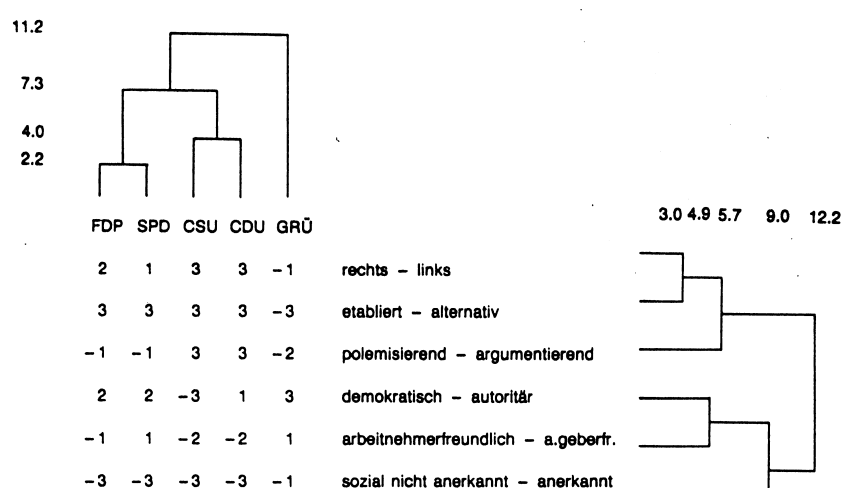 11.2
7.3
4.0
2.2
FDP SPD CSU CDU GRÜ
3.0 4.9 5.7 9.0 12.2
2 1 3 3 -1 rechts - links
3 3 3 3 -3 etabliert - alternativ
-1 -1 3 3 -2 polemisierend - argumentierend
2 2 -3 1 3 demokratisch - autoritär
-1 1 -2 -2 1 arbeitnehmerfreundlich - a.geberfr.
-3 -3 -3 -3 -1 sozial nicht anerkannt - anerkannt